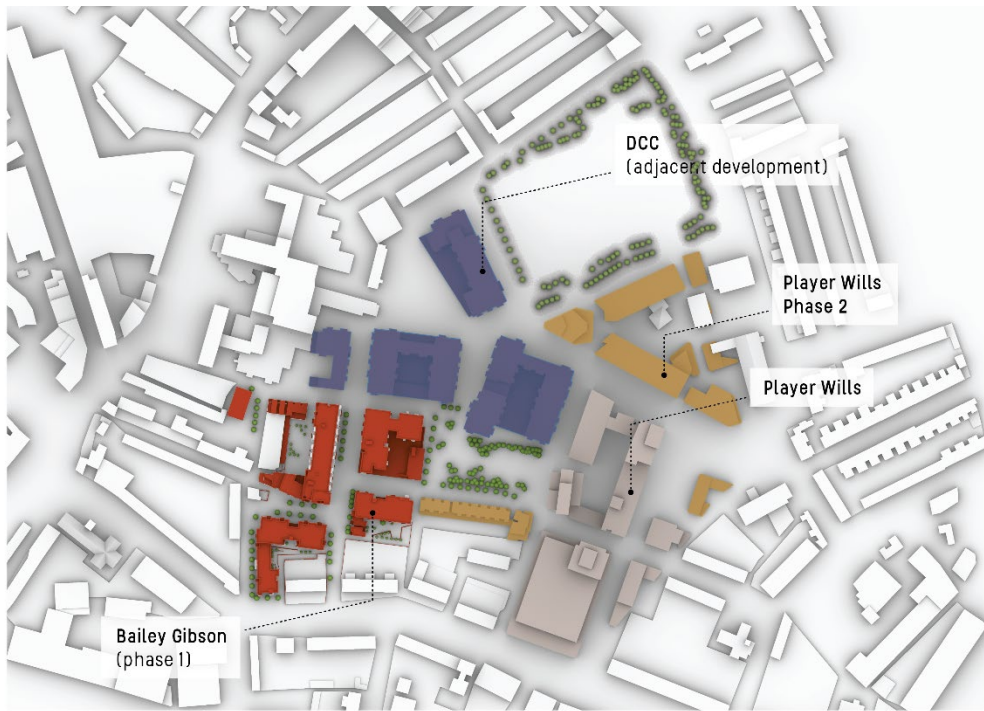 DCC
(adjacent development)
Player Wills
Phase 2
Player Wills
Bailey Gibson
(phase 1)